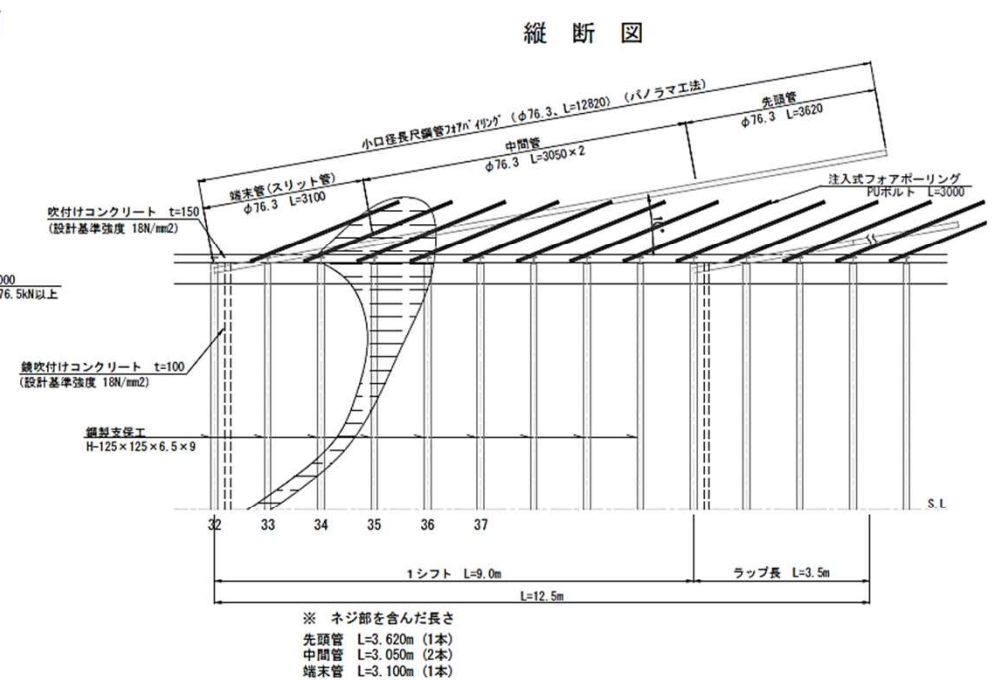 縦断図
小口径長尺鋼管フォアパイリング (φ76.3、L=12820) (パノラマ工法)
先頭管
φ76.3 L=3620
中間管
φ76.3 L=3050×2
端末管(スリット管)
φ76.3 L=3100
注入式フォアポーリング
PUボルト L=3000
吹付けコンクリート t=150
(設計基準強度 18N/mm2)
000
76.5kN以上
鏡吹付けコンクリート t=100
(設計基準強度 18N/mm2)
鋼製支保工
H-125×125×6.5×9
S.L
32 33 34 35 36 37
1シフト L=9.0m
ラップ長 L=3.5m
L=12.5m
※ ネジ部を含んだ長さ
先頭管 L=3.620m (1本)
中間管 L=3.050m (2本)
端末管 L=3.100m (1本)